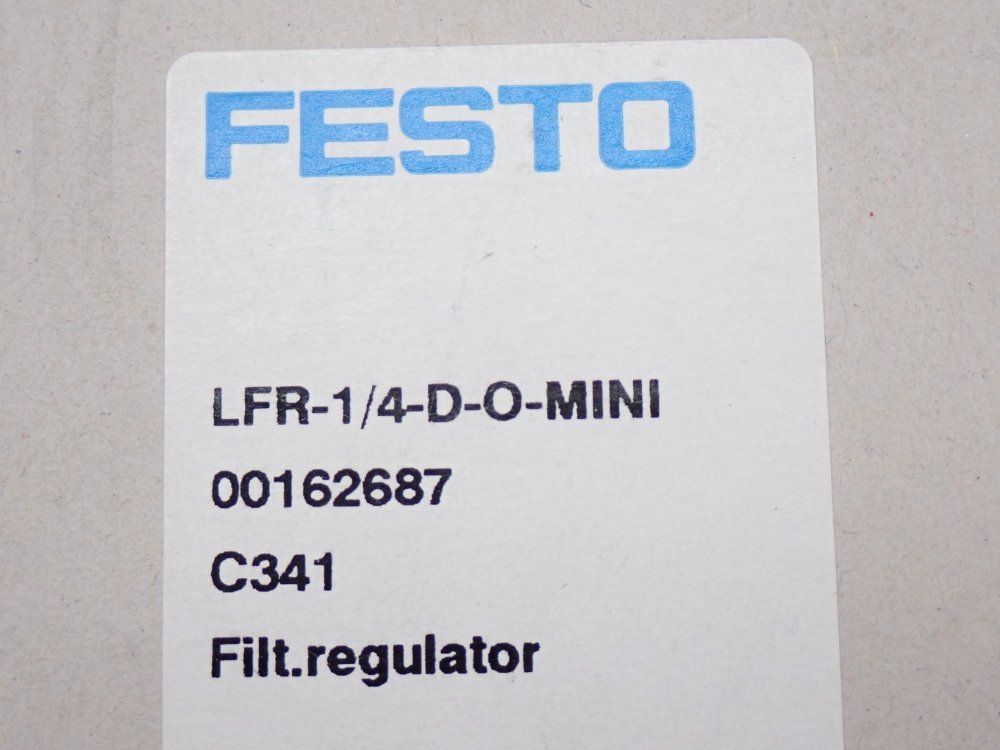 FESTO
LFR-1/4-D-O-MINI
00162687
C341
Filt.regulator